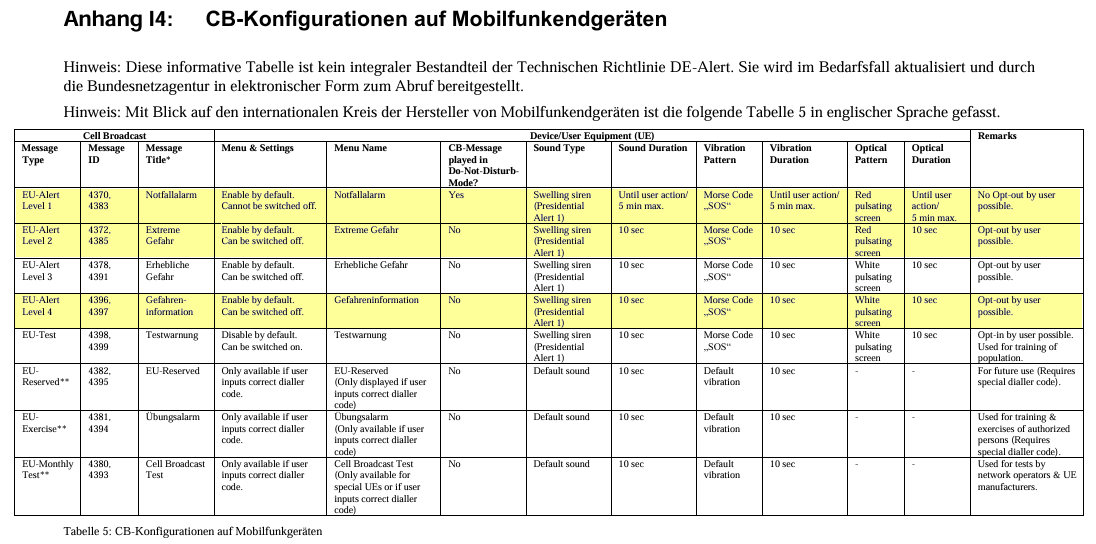 Anhang I4: CB-Konfigurationen auf Mobilfunkendgeräten
Hinweis: Diese informative Tabelle ist kein integraler Bestandteil der Technischen Richtlinie DE-Alert. Sie wird im Bedarfsfall aktualisiert und durch
die Bundesnetzagentur in elektronischer Form zum Abruf bereitgestellt.
Hinweis: Mit Blick auf den internationalen Kreis der Hersteller von Mobilfunkendgeräten ist die folgende Tabelle 5 in englischer Sprache gefasst.
Cell Broadcast
Device/User Equipment (UE)
Remarks
Message
Type
Message
ID
Message
Title*
Menu & Settings
Menu Name
CB-Message
played in
Do-Not-Disturb-
Mode?
Sound Type
Sound Duration
Vibration
Pattern
Vibration
Duration
Optical
Pattern
Optical
Duration
EU-Alert
Level 1
4370,
4383
Notfallalarm
Enable by default.
Cannot be switched off.
Notfallalarm
Yes
Swelling siren
(Presidential
Alert 1)
Until user action/
5 min max.
Morse Code
„SOS“
Until user action/
5 min max.
Red
pulsating
screen
Until user
action/
5 min max.
No Opt-out by user
possible.
EU-Alert
Level 2
4372,
4385
Extreme
Gefahr
Enable by default.
Can be switched off.
Extreme Gefahr
No
Swelling siren
(Presidential
Alert 1)
10 sec
Morse Code
„SOS“
10 sec
Red
pulsating
screen
10 sec
Opt-out by user
possible.
EU-Alert
Level 3
4378,
4391
Erhebliche
Gefahr
Enable by default.
Can be switched off.
Erhebliche Gefahr
No
Swelling siren
(Presidential
Alert 1)
10 sec
Morse Code
„SOS“
10 sec
White
pulsating
screen
10 sec
Opt-out by user
possible.
EU-Alert
Level 4
4396,
4397
Gefahren-
information
Enable by default.
Can be switched off.
Gefahreninformation
No
Swelling siren
(Presidential
Alert 1)
10 sec
Morse Code
„SOS“
10 sec
White
pulsating
screen
10 sec
Opt-out by user
possible.
EU-Test
4398,
4399
Testwarnung
Disable by default.
Can be switched on.
Testwarnung
No
Swelling siren
(Presidential
Alert 1)
10 sec
Morse Code
„SOS“
10 sec
White
pulsating
screen
10 sec
Opt-in by user possible.
Used for training of
population.
EU-
Reserved**
4382,
4395
EU-Reserved
Only available if user
inputs correct dialler
code.
EU-Reserved
(Only displayed if user
inputs correct dialler
code)
No
Default sound
10 sec
Default
vibration
10 sec
-
-
For future use (Requires
special dialler code).
EU-
Exercise**
4381,
4394
Übungsalarm
Only available if user
inputs correct dialler
code.
Übungsalarm
(Only available if user
inputs correct dialler
code)
No
Default sound
10 sec
Default
vibration
10 sec
-
-
Used for training &
exercises of authorized
persons (Requires
special dialler code).
EU-Monthly
Test**
4380,
4393
Cell Broadcast
Test
Only available if user
inputs correct dialler
code.
Cell Broadcast Test
(Only available for
special UEs or if user
inputs correct dialler
code)
No
Default sound
10 sec
Default
vibration
10 sec
-
-
Used for tests by
network operators & UE
manufacturers.
Tabelle 5: CB-Konfigurationen auf Mobilfunkgeräten